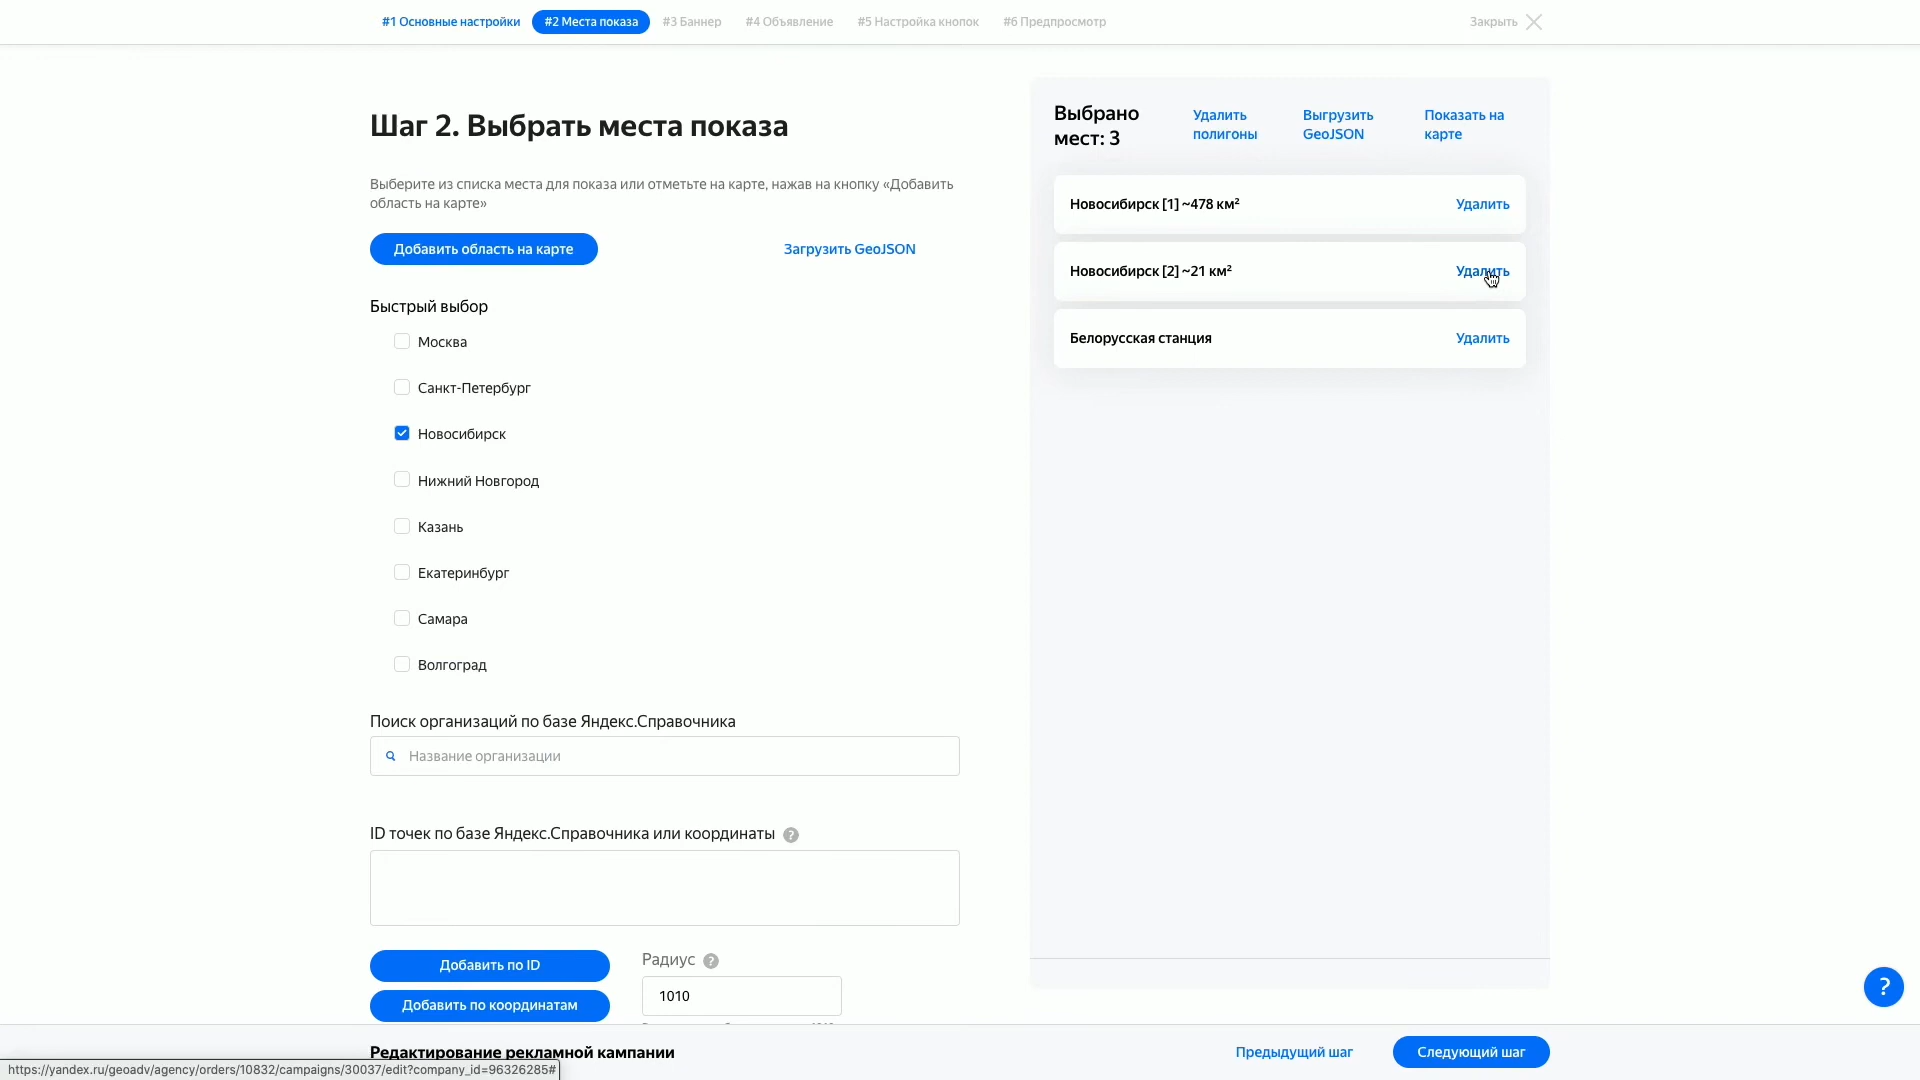 #1 Основные настройки
#2 Места показа
#3 Баннер
#4 Объявление
#5 Настройка кнопок
#6 Предпросмотр
Закрыть
Шаг 2. Выбрать места показа
Выберите из списка места для показа или отметьте на карте, нажав на кнопку «Добавить
область на карте»
Добавить область на карте
Загрузить GeoJSON
Быстрый выбор
Москва
Санкт-Петербург
Новосибирск
Нижний Новгород
Казань
Екатеринбург
Самара
Волгоград
Поиск организаций по базе Яндекс.Справочника
Название организации
ID точек по базе Яндекс.Справочника или координаты ?
Добавить по ID
Добавить по координатам
Радиус ?
1010
Выбрано
мест: 3
Удалить
полигоны
Выгрузить
GeoJSON
Показать на
карте
Новосибирск [1] ~478 км²
Удалить
Новосибирск [2] ~21 км²
Удалить
Белорусская станция
Удалить
?
Редактирование рекламной кампании
Предыдущий шаг
Следующий шаг
https://yandex.ru/geoadv/agency/orders/10832/campaigns/30037/edit?company_id=96326285#